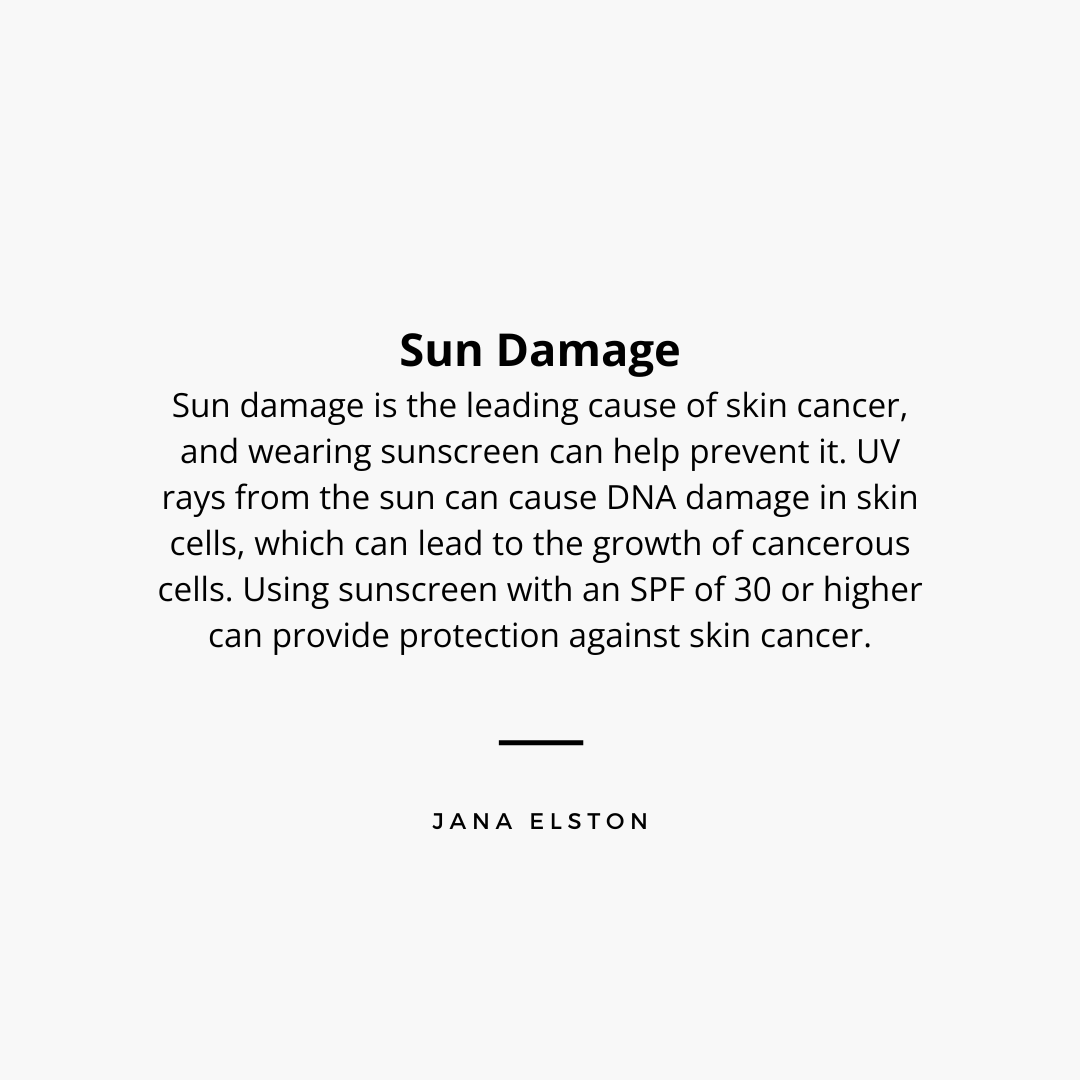 Sun Damage
Sun damage is the leading cause of skin cancer,
and wearing sunscreen can help prevent it. UV
rays from the sun can cause DNA damage in skin
cells, which can lead to the growth of cancerous
cells. Using sunscreen with an SPF of 30 or higher
can provide protection against skin cancer.
JANA ELSTON